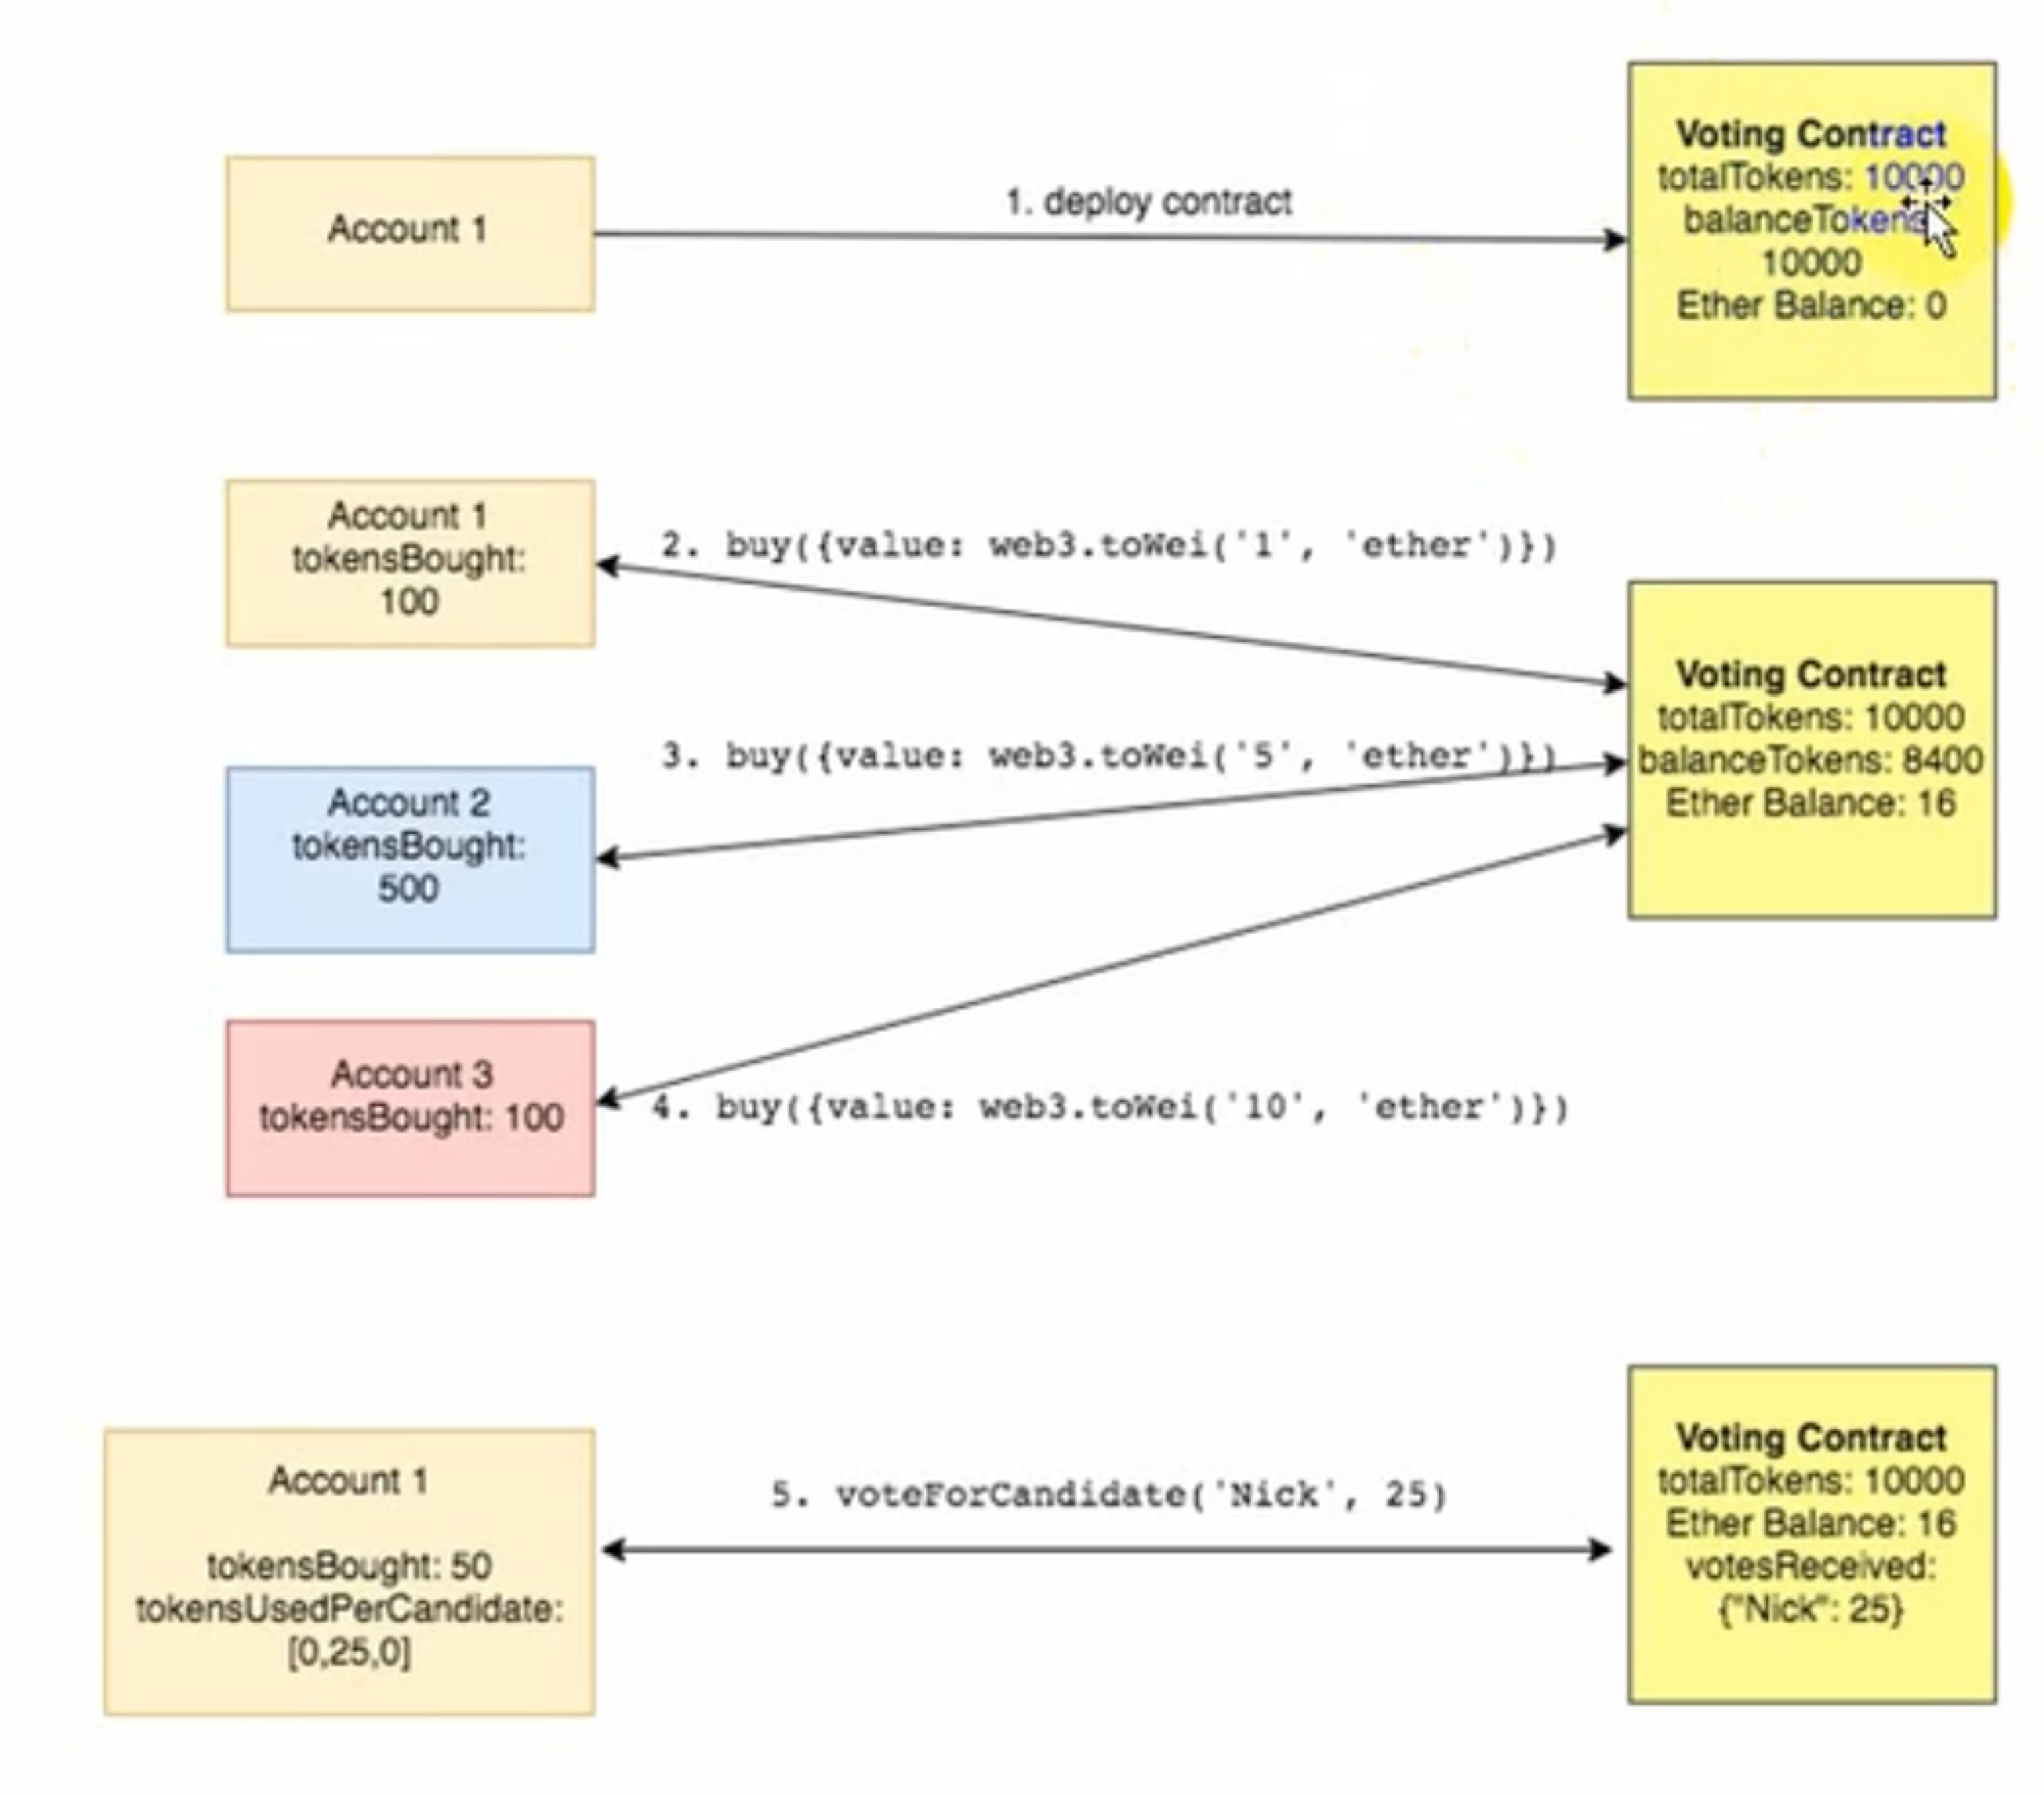 Account 1
1. deploy contract
Voting Contract
totalTokens: 10000
balanceTokens
10000
Ether Balance: 0
Account 1
tokensBought:
100
2. buy({value: web3.toWei('1', 'ether')})
Account 2
tokensBought:
500
3. buy({value: web3.toWei('5', 'ether')})
Voting Contract
totalTokens: 10000
balanceTokens: 8400
Ether Balance: 16
Account 3
tokensBought: 100
4. buy({value: web3.toWei('10', 'ether')})
Account 1
tokensBought: 50
tokensUsedPerCandidate:
[0,25,0]
5. voteForCandidate('Nick', 25)
Voting Contract
totalTokens: 10000
Ether Balance: 16
votesReceived:
{"Nick": 25}